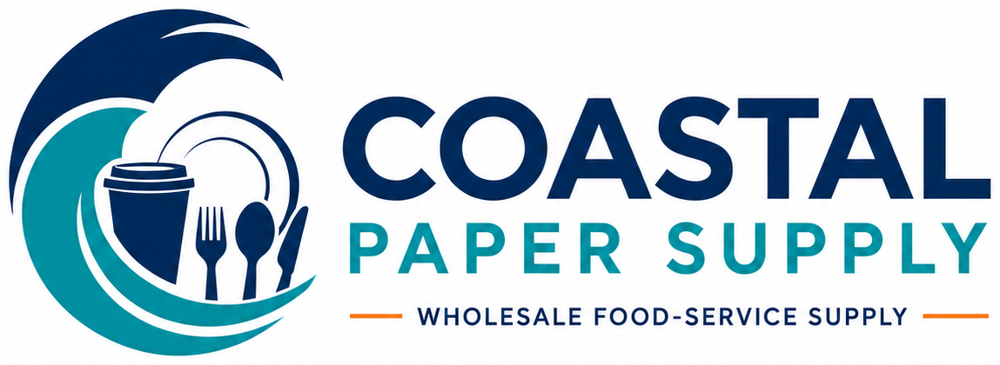 COASTAL
PAPER SUPPLY
WHOLESALE FOOD-SERVICE SUPPLY